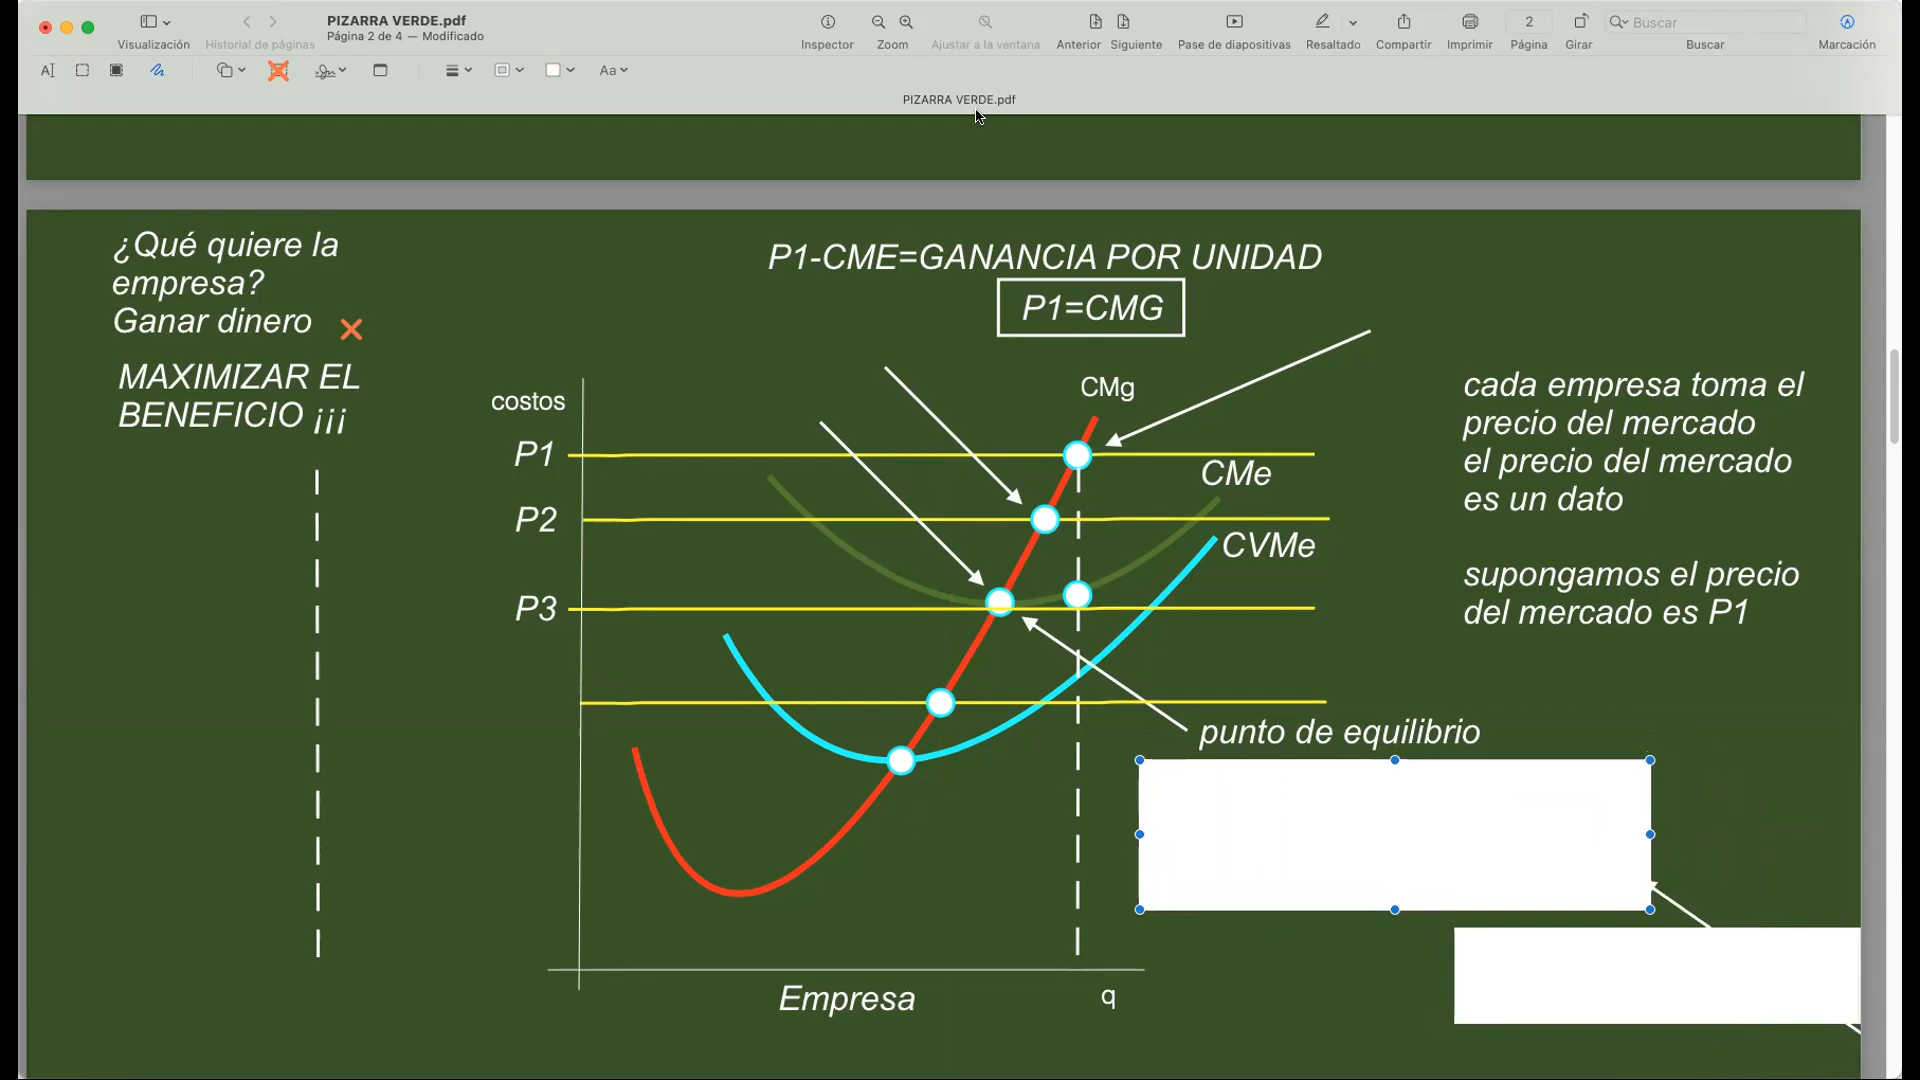 PIZARRA VERDE.pdf
Página 2 de 4 — Modificado
Visualización
Historial de páginas
Inspector
Zoom
Ajustar a la ventana
Anterior
Siguiente
Pase de diapositivas
Resaltado
Compartir
Imprimir
2
Página
Girar
Buscar
Buscar
Marcación
A
Aa
PIZARRA VERDE.pdf
¿Qué quiere la
empresa?
Ganar dinero
MAXIMIZAR EL
BENEFICIO ¡¡¡
P1-CME=GANANCIA POR UNIDAD
P1=CMG
costos
CMg
P1
CMe
P2
CVMe
P3
punto de equilibrio
Empresa
q
cada empresa toma el
precio del mercado
el precio del mercado
es un dato
supongamos el precio
del mercado es P1